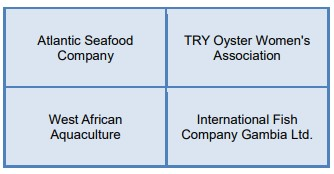 Atlantic Seafood
Company
TRY Oyster Women's
Association
West African
Aquaculture
International Fish
Company Gambia Ltd.